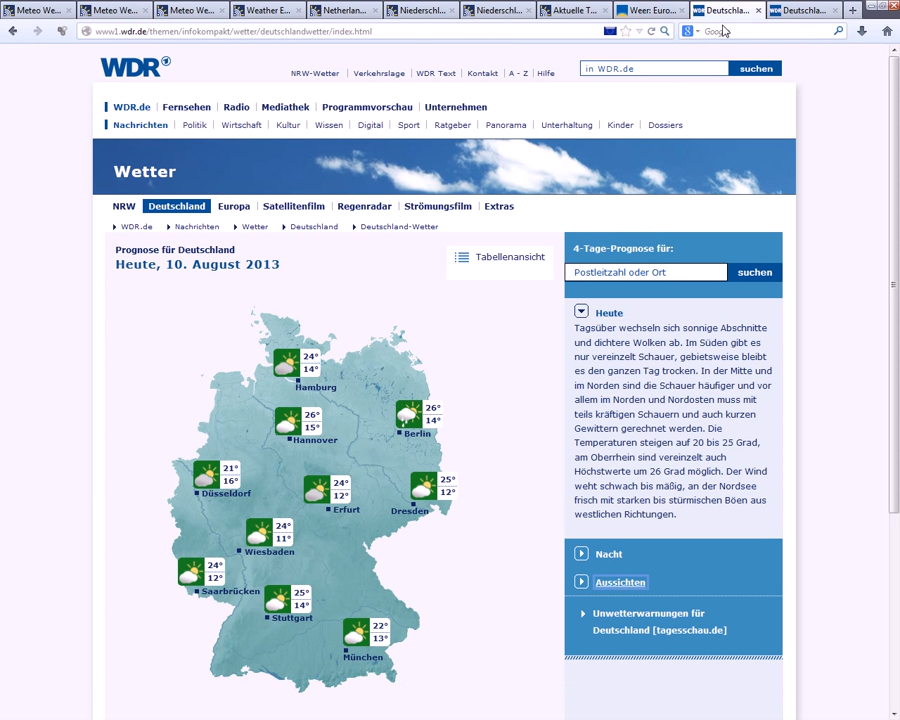 Meteo We...
Meteo We...
Meteo We...
Weather E...
Netherlan...
Niederschl...
Niederschl...
Aktuelle T...
Weer: Euro...
Deutschla...
Deutschla...
www1.wdr.de/themen/infokompakt/wetter/deutschlandwetter/index.html
Google
WDR
NRW-Wetter Verkehrslage WDR Text Kontakt A - Z Hilfe
in WDR.de suchen
WDR.de Fernsehen Radio Mediathek Programmvorschau Unternehmen
Nachrichten Politik Wirtschaft Kultur Wissen Digital Sport Ratgeber Panorama Unterhaltung Kinder Dossiers
Wetter
NRW Deutschland Europa Satellitenfilm Regenradar Strömungsfilm Extras
WDR.de Nachrichten Wetter Deutschland Deutschland-Wetter
Prognose für Deutschland
Heute, 10. August 2013
Tabellenansicht
24°
14°
Hamburg
26°
15°
Hannover
26°
14°
Berlin
21°
16°
Düsseldorf
24°
12°
Erfurt
25°
12°
Dresden
24°
11°
Wiesbaden
24°
12°
Saarbrücken
25°
14°
Stuttgart
22°
13°
München
4-Tage-Prognose für:
Postleitzahl oder Ort suchen
Heute
Tagsüber wechseln sich sonnige Abschnitte
und dichtere Wolken ab. Im Süden gibt es
nur vereinzelt Schauer, gebietsweise bleibt
es den ganzen Tag trocken. In der Mitte und
im Norden sind die Schauer häufiger und vor
allem im Norden und Nordosten muss mit
teils kräftigen Schauern und auch kurzen
Gewittern gerechnet werden. Die
Temperaturen steigen auf 20 bis 25 Grad,
am Oberrhein sind vereinzelt auch
Höchstwerte um 26 Grad möglich. Der Wind
weht schwach bis mäßig, an der Nordsee
frisch mit starken bis stürmischen Böen aus
westlichen Richtungen.
Nacht
Aussichten
Unwetterwarnungen für
Deutschland [tagesschau.de]